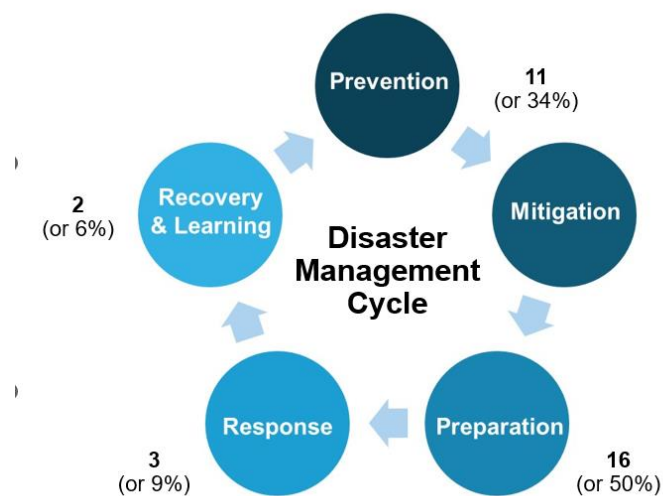 Prevention
11
(or 34%)
Mitigation
Recovery
& Learning
2
(or 6%)
Disaster
Management
Cycle
Response
3
(or 9%)
Preparation
16
(or 50%)